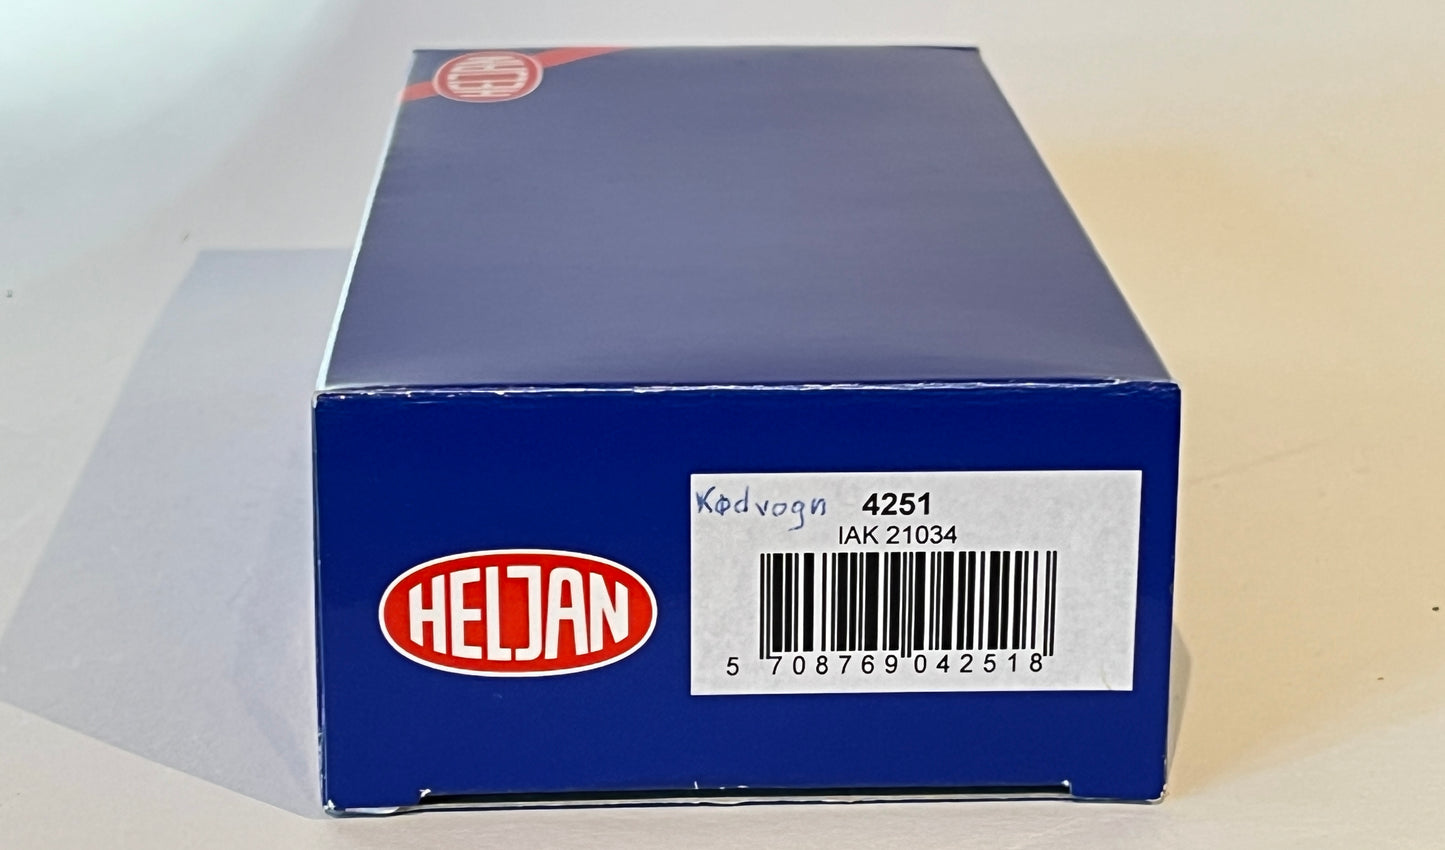 HELJAN
HELJAN
Kødvogn 4251
IAK 21034
5 708769 042518